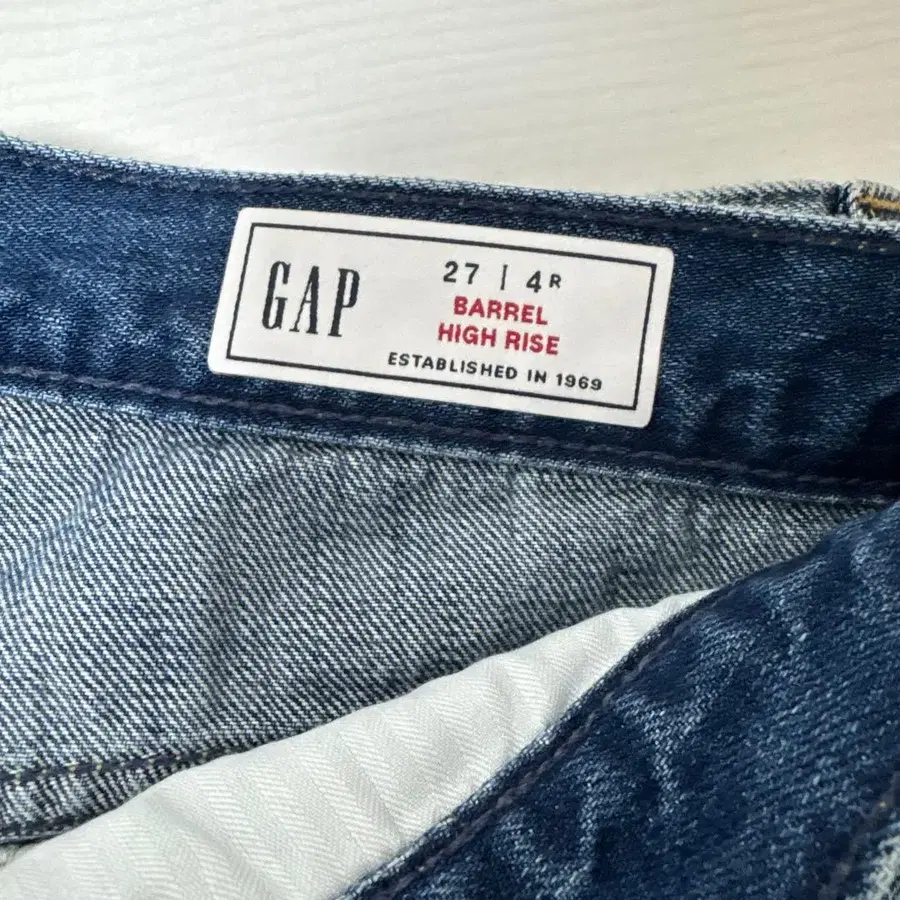 GAP
27 | 4R
BARREL
HIGH RISE
ESTABLISHED IN 1969